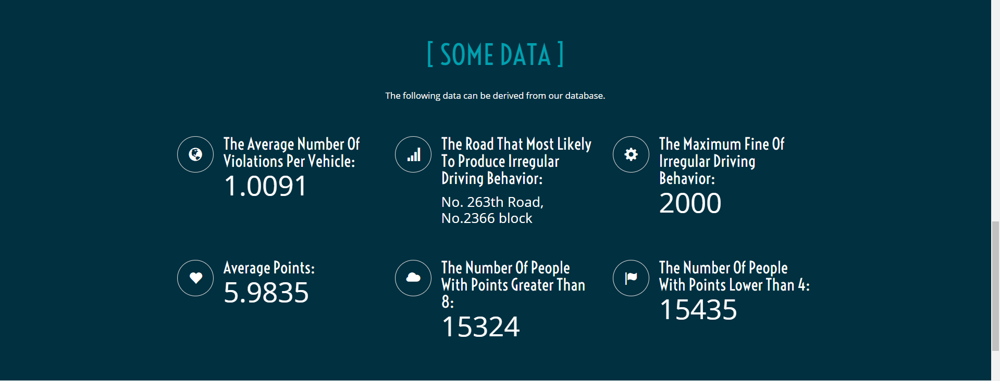 [ SOME DATA ]
The following data can be derived from our database.
The Average Number Of
Violations Per Vehicle:
1.0091
The Road That Most Likely
To Produce Irregular
Driving Behavior:
No. 263th Road,
No.2366 block
The Maximum Fine Of
Irregular Driving
Behavior:
2000
Average Points:
5.9835
The Number Of People
With Points Greater Than
8:
15324
The Number Of People
With Points Lower Than 4:
15435